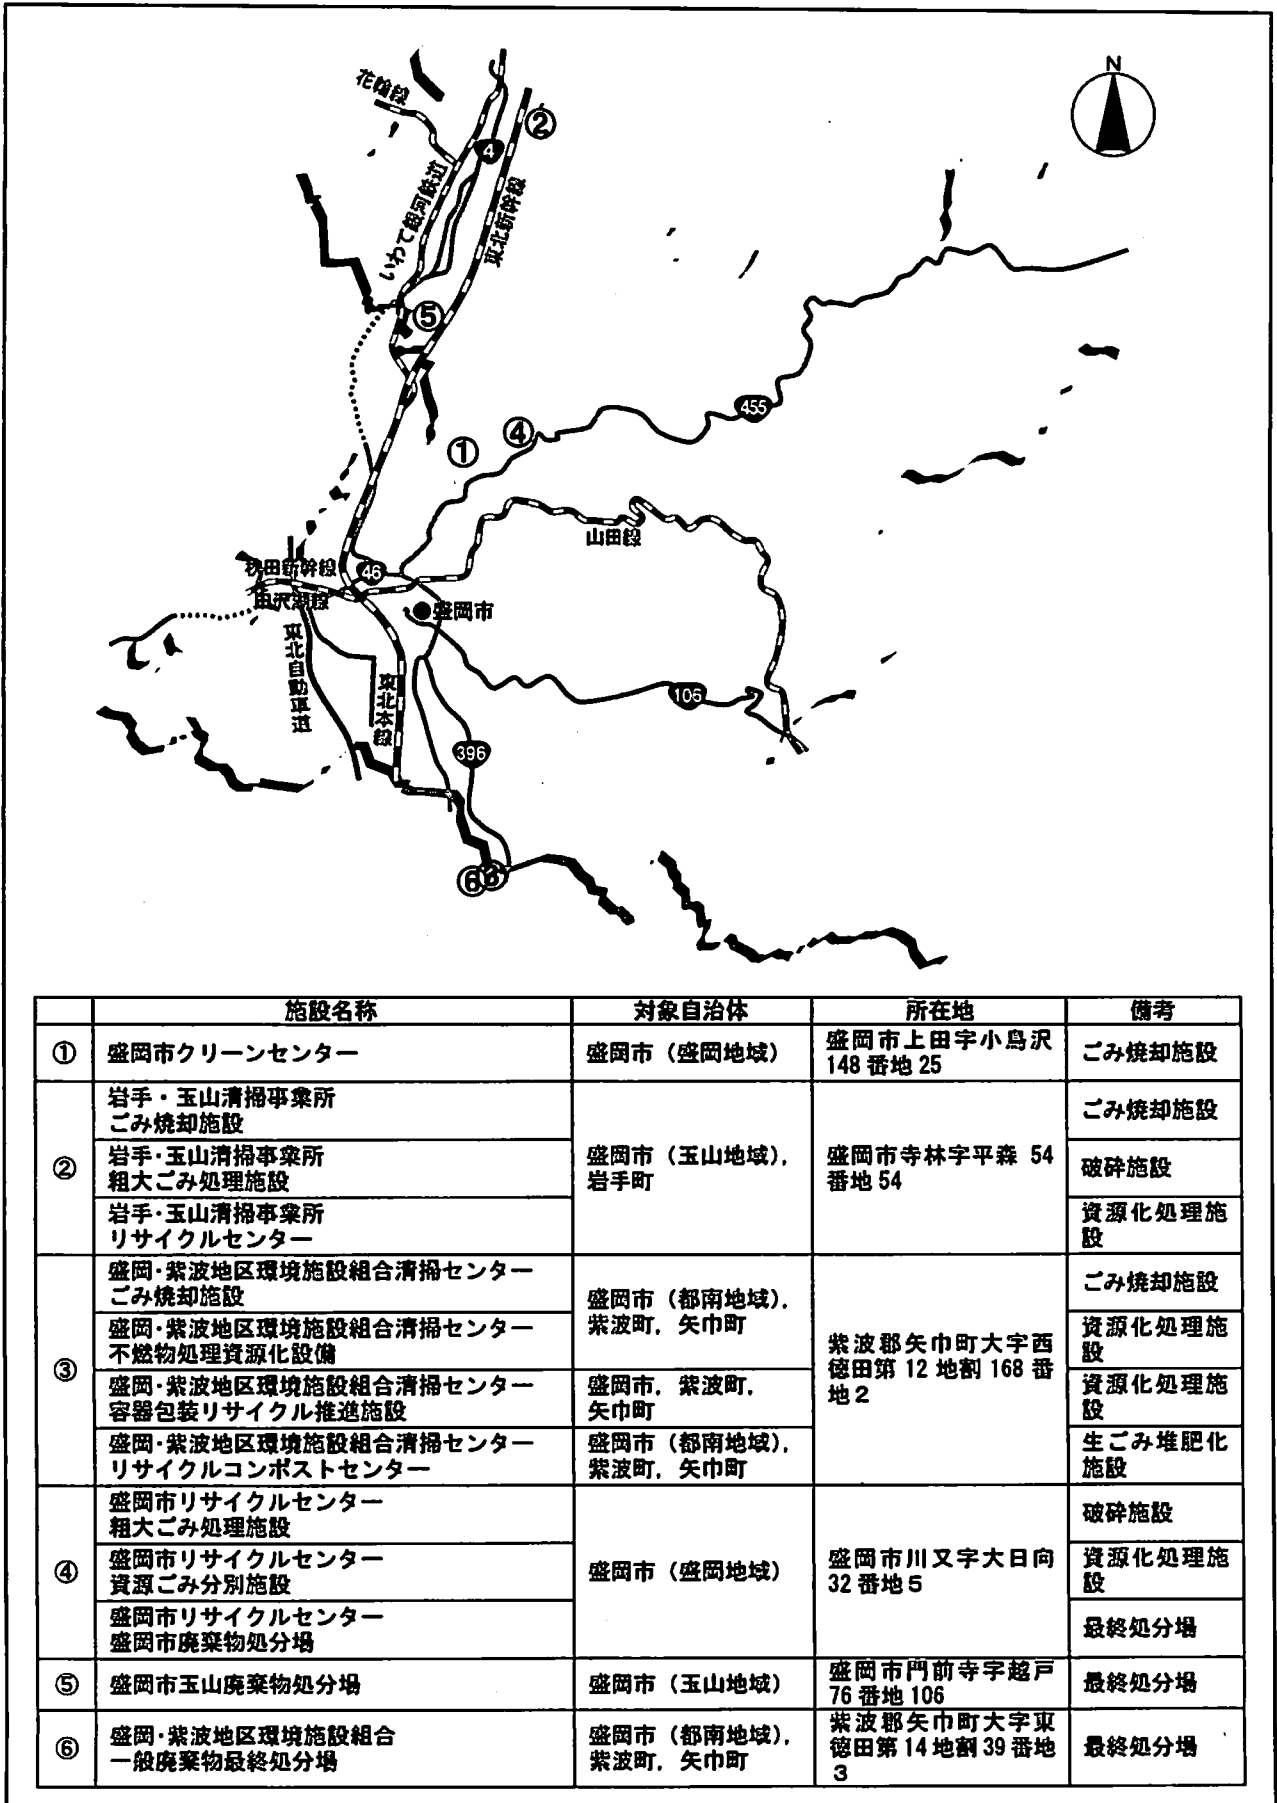 N
花輪線
②
4
いわて銀河鉄道
東北新幹線
⑤
455
④
①
山田線
秋田新幹線
46
田沢湖線
盛岡市
東北自動車道
東北本線
106
396
⑥③
施設名称 対象自治体 所在地 備考
① 盛岡市クリーンセンター 盛岡市（盛岡地域） 盛岡市上田字小鳥沢
148番地25
ごみ焼却施設
② 岩手・玉山清掃事業所
ごみ焼却施設
盛岡市（玉山地域），
岩手町
盛岡市寺林字平森 54
番地54
ごみ焼却施設
岩手・玉山清掃事業所
粗大ごみ処理施設
破砕施設
岩手・玉山清掃事業所
リサイクルセンター
資源化処理施
設
③ 盛岡・紫波地区環境施設組合清掃センター
ごみ焼却施設
盛岡市（都南地域），
紫波町，矢巾町
紫波郡矢巾町大字西
徳田第12地割168番
地2
ごみ焼却施設
盛岡・紫波地区環境施設組合清掃センター
不燃物処理資源化設備
資源化処理施
設
盛岡・紫波地区環境施設組合清掃センター
容器包装リサイクル推進施設
盛岡市，紫波町，
矢巾町
資源化処理施
設
盛岡・紫波地区環境施設組合清掃センター
リサイクルコンポストセンター
盛岡市（都南地域），
紫波町，矢巾町
生ごみ堆肥化
施設
④ 盛岡市リサイクルセンター
粗大ごみ処理施設
盛岡市（盛岡地域）
盛岡市川又字大日向
32番地5
破砕施設
盛岡市リサイクルセンター
資源ごみ分別施設
資源化処理施
設
盛岡市リサイクルセンター
盛岡市廃棄物処分場
最終処分場
⑤ 盛岡市玉山廃棄物処分場 盛岡市（玉山地域） 盛岡市門前寺字越戸
76番地106
最終処分場
⑥ 盛岡・紫波地区環境施設組合
一般廃棄物最終処分場
盛岡市（都南地域），
紫波町，矢巾町
紫波郡矢巾町大字東
徳田第14地割39番地
3
最終処分場